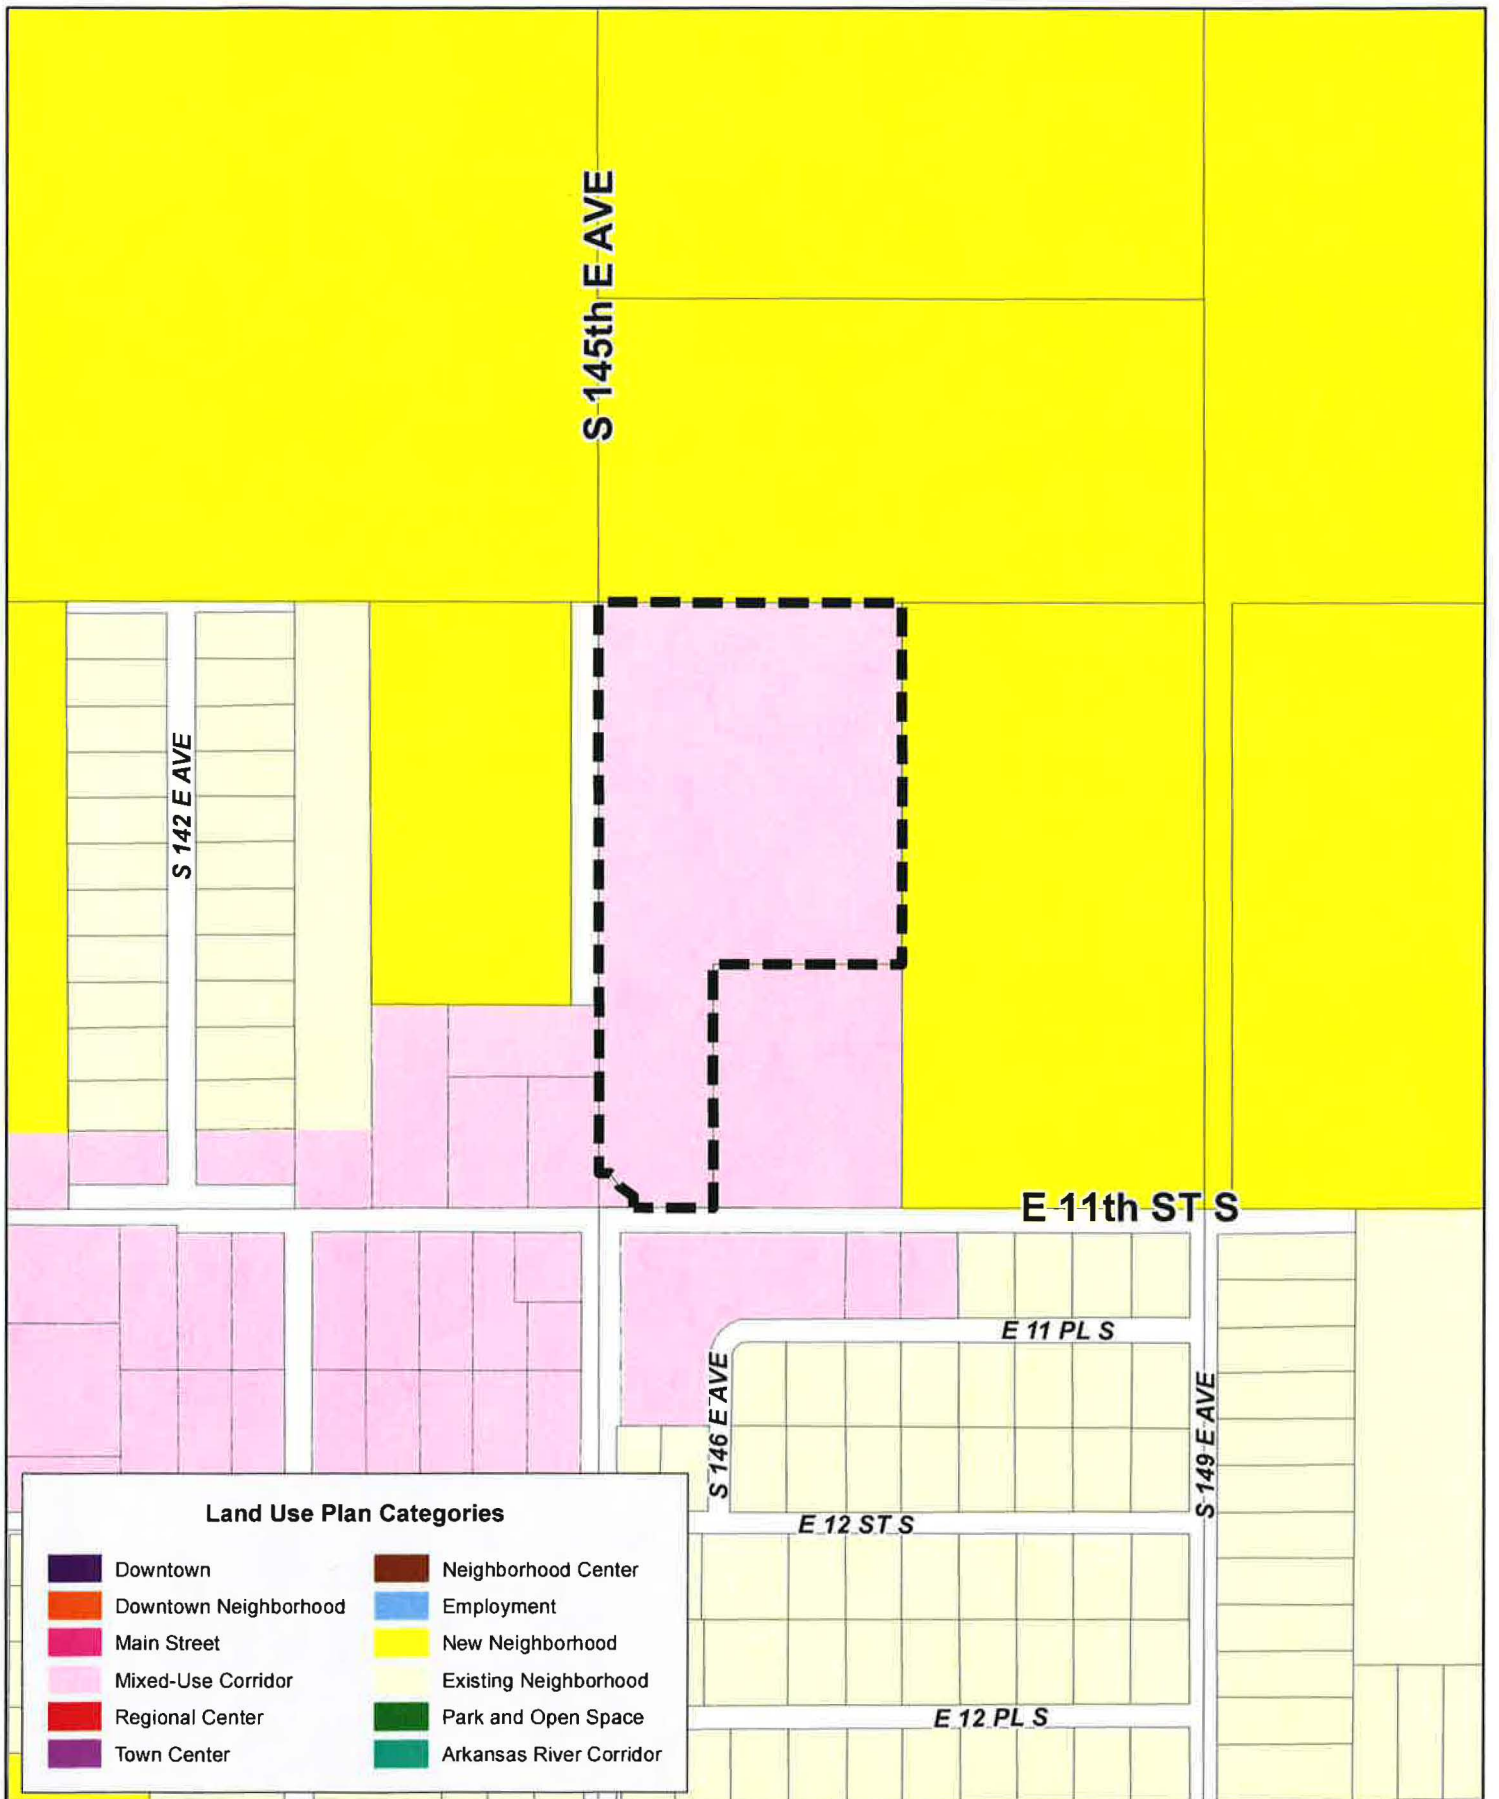 S 145th E AVE
S 142 E AVE
E 11th ST S
E 11 PL S
S 146 E AVE
S 149 E AVE
E 12 ST S
E 12 PL S
Land Use Plan Categories
Downtown
Downtown Neighborhood
Main Street
Mixed-Use Corridor
Regional Center
Town Center
Neighborhood Center
Employment
New Neighborhood
Existing Neighborhood
Park and Open Space
Arkansas River Corridor